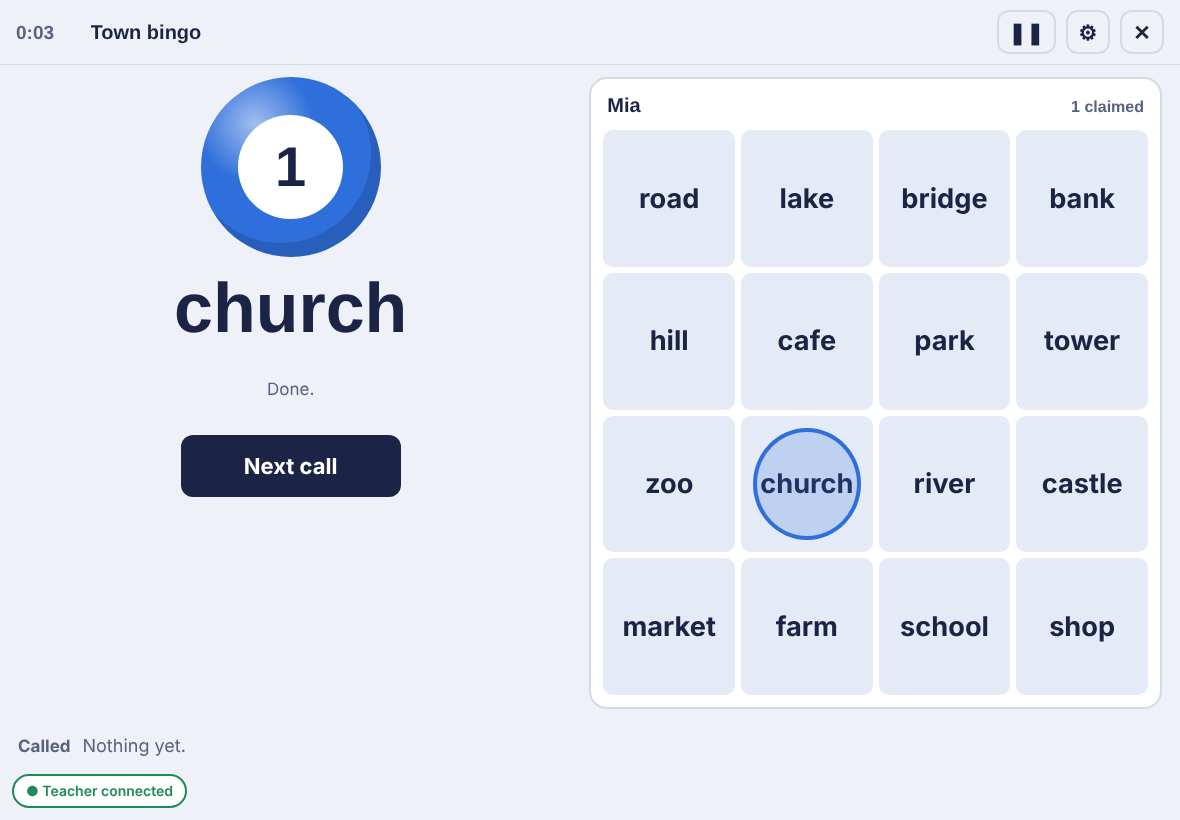 0:03 Town bingo ❚❚ ⚙ ✕
1
church
Done.
Next call
Mia 1 claimed
road lake bridge bank
hill cafe park tower
zoo church river castle
market farm school shop
Called Nothing yet.
Teacher connected